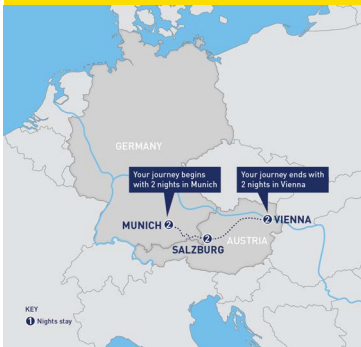 GERMANY
Your journey begins
with 2 nights in Munich
Your journey ends with
2 nights in Vienna
MUNICH 2
2 VIENNA
2
SALZBURG
AUSTRIA
KEY
1 Nights stay